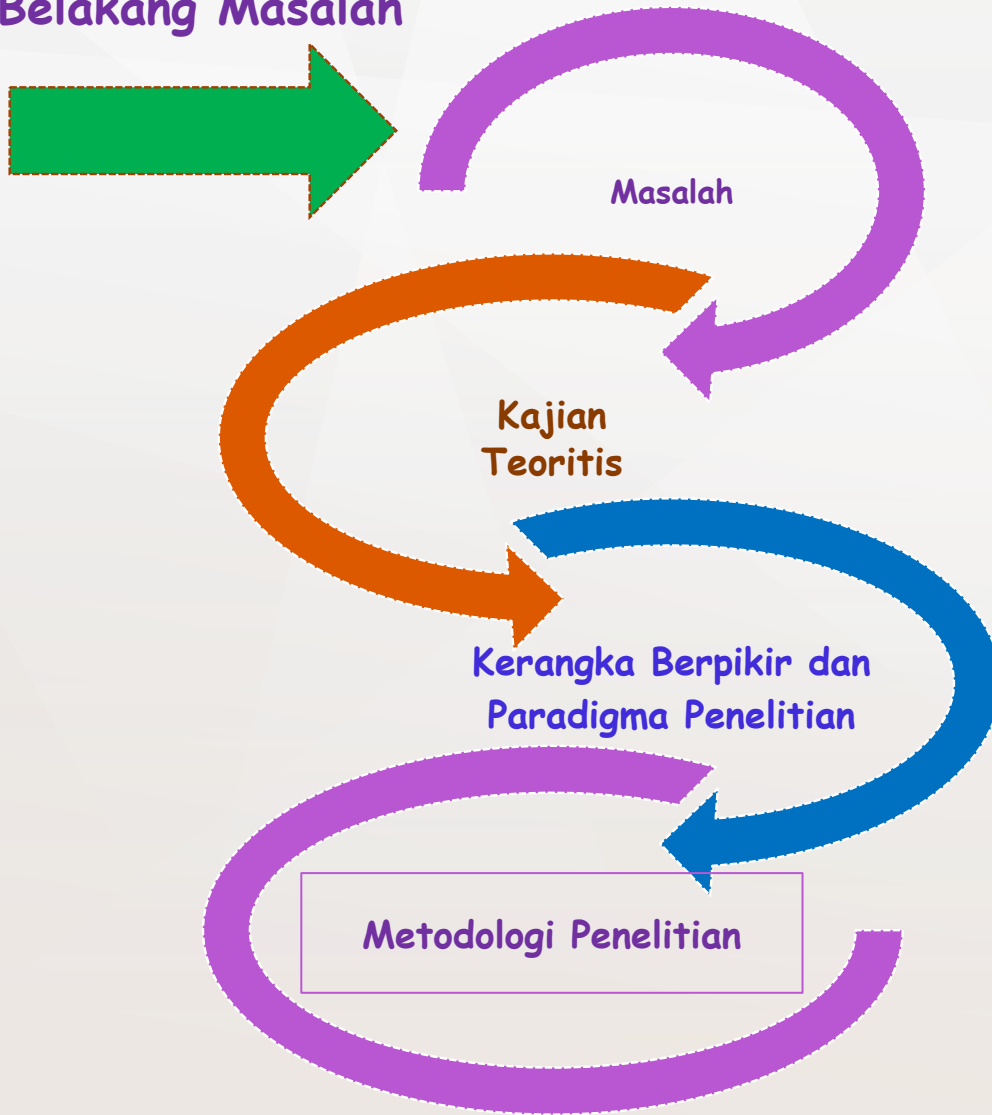 Belakang Masalah
Masalah
Kajian
Teoritis
Kerangka Berpikir dan
Paradigma Penelitian
Metodologi Penelitian